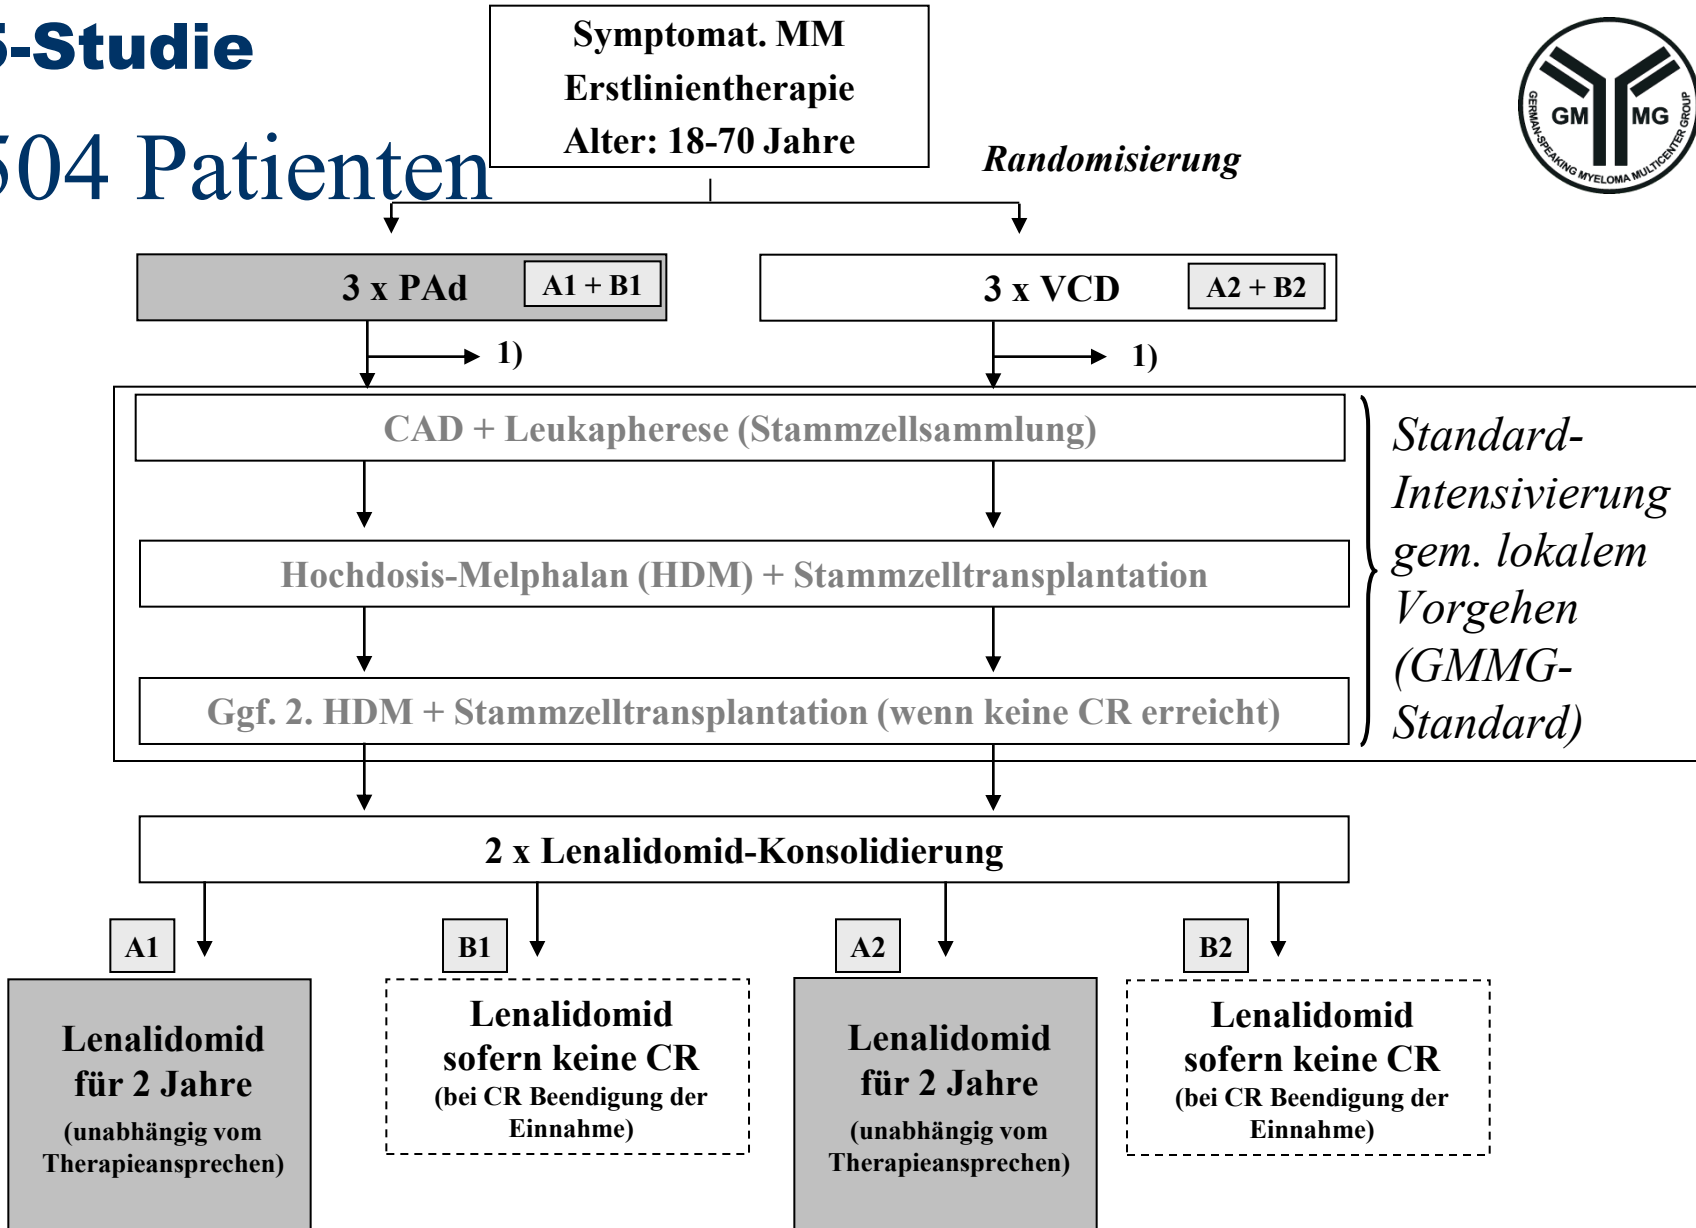 5-Studie
504 Patienten
Symptomat. MM
Erstlinientherapie
Alter: 18-70 Jahre
Randomisierung
GM MG
GERMAN-SPEAKING MYELOMA MULTICENTER GROUP
3 x PAd
A1 + B1
3 x VCD
A2 + B2
1)
1)
CAD + Leukapherese (Stammzellsammlung)
Hochdosis-Melphalan (HDM) + Stammzelltransplantation
Ggf. 2. HDM + Stammzelltransplantation (wenn keine CR erreicht)
Standard-
Intensivierung
gem. lokalem
Vorgehen
(GMMG-
Standard)
2 x Lenalidomid-Konsolidierung
A1
Lenalidomid
für 2 Jahre
(unabhängig vom
Therapieansprechen)
B1
Lenalidomid
sofern keine CR
(bei CR Beendigung der
Einnahme)
A2
Lenalidomid
für 2 Jahre
(unabhängig vom
Therapieansprechen)
B2
Lenalidomid
sofern keine CR
(bei CR Beendigung der
Einnahme)